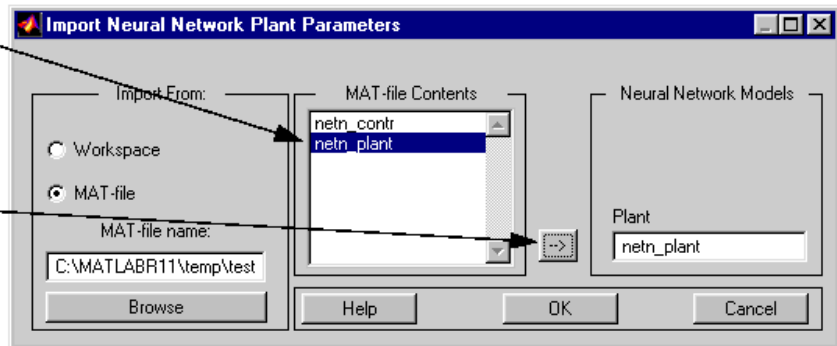 Import Neural Network Plant Parameters
Import From:
Workspace
MAT-file
MAT-file name:
C:\MATLABR11\temp\test
Browse
MAT-file Contents
netn_contr
netn_plant
-->
Neural Network Models
Plant
netn_plant
Help
OK
Cancel